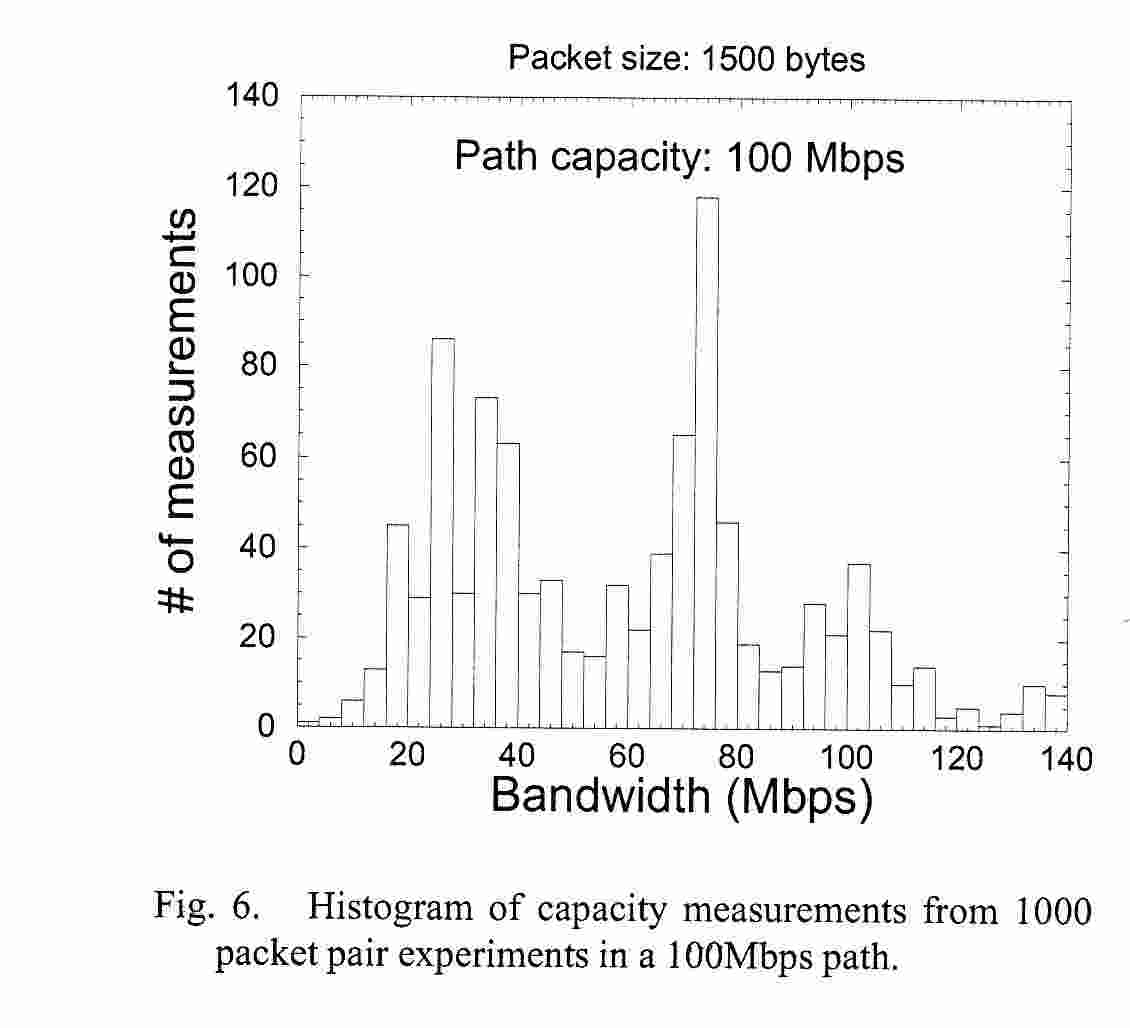 Packet size: 1500 bytes
140
Path capacity: 100 Mbps
120
100
80
60
40
20
0
# of measurements
0 20 40 60 80 100 120 140
Bandwidth (Mbps)
Fig. 6. Histogram of capacity measurements from 1000
packet pair experiments in a 100Mbps path.